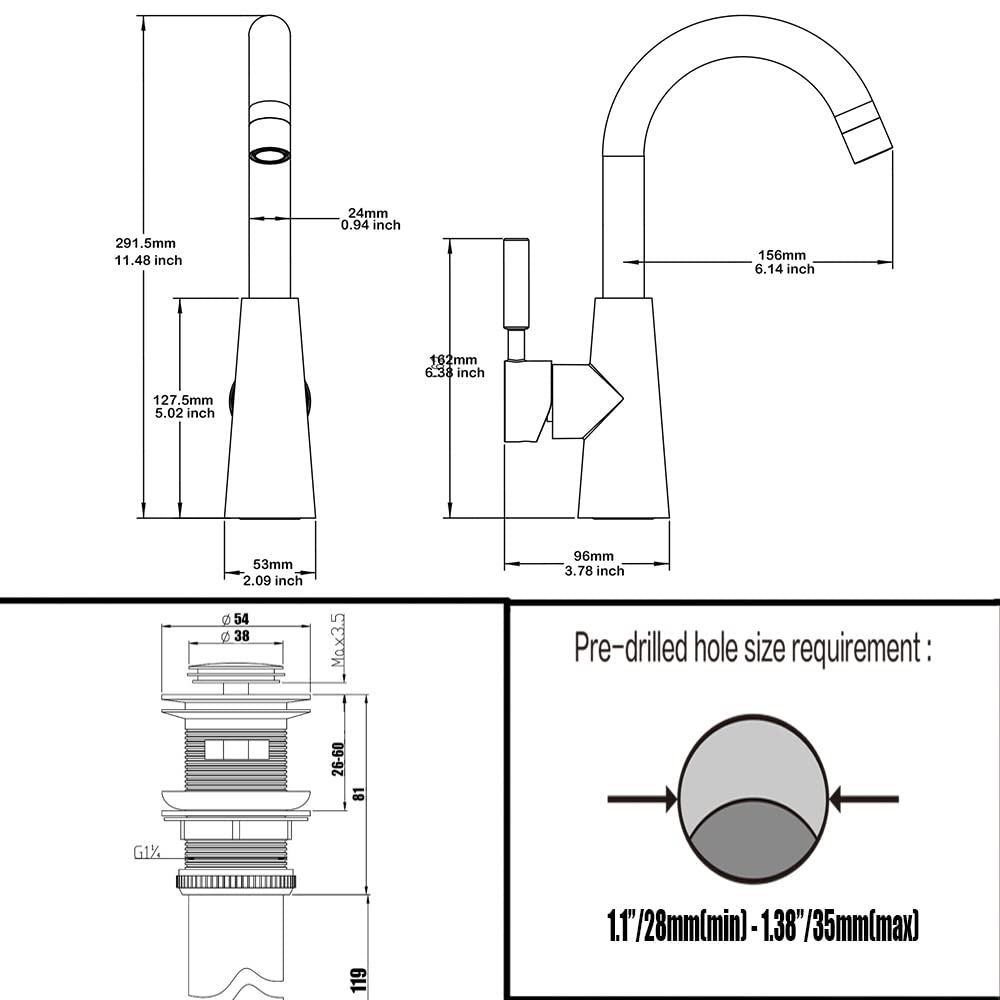 24mm
0.94 inch
291.5mm
11.48 inch
156mm
6.14 inch
162mm
6.38 inch
127.5mm
5.02 inch
53mm
2.09 inch
96mm
3.78 inch
Ø 54
Ø 38
Max3.5
26-60
81
G1¼
119
Pre-drilled hole size requirement :
1.1”/28mm(min) - 1.38”/35mm(max)